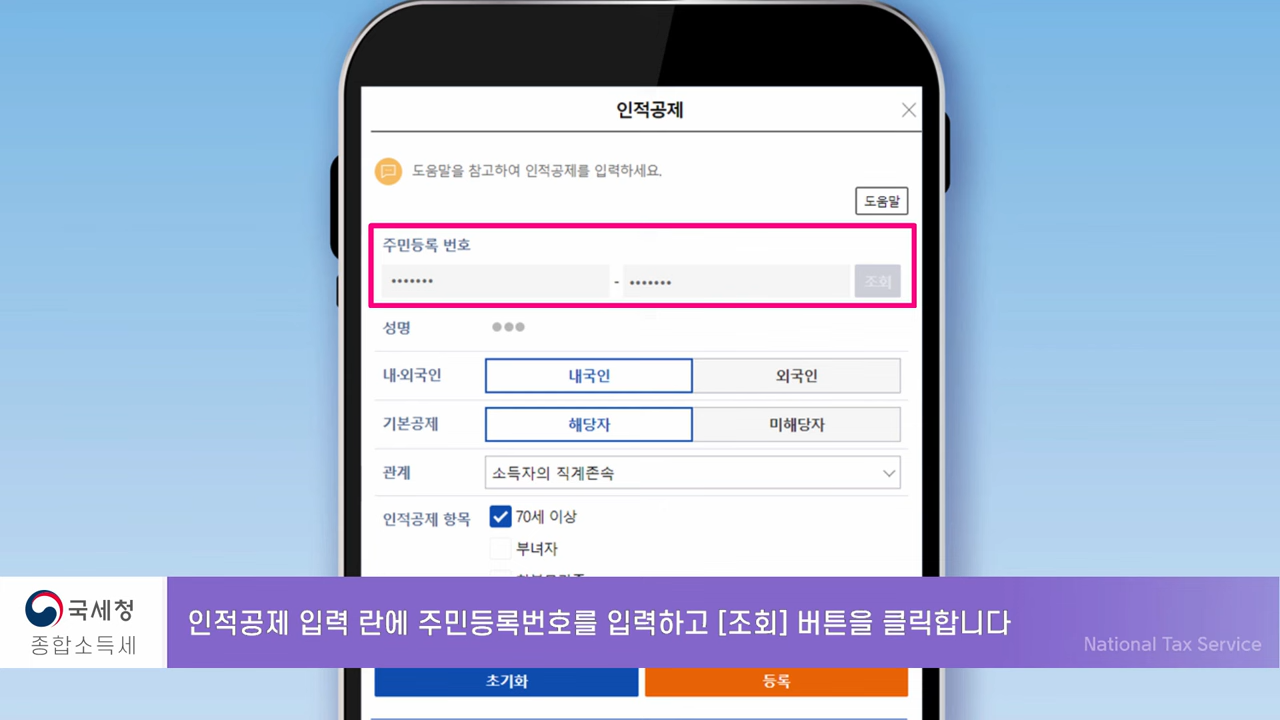 인적공제
도움말을 참고하여 인적공제를 입력하세요.
도움말
주민등록 번호
••••••• - ••••••• 조회
성명 ●●●
내·외국인 내국인 외국인
기본공제 해당자 미해당자
관계 소득자의 직계존속
인적공제 항목 70세 이상
부녀자
국세청
종합소득세
인적공제 입력 란에 주민등록번호를 입력하고 [조회] 버튼을 클릭합니다
National Tax Service
초기화 등록